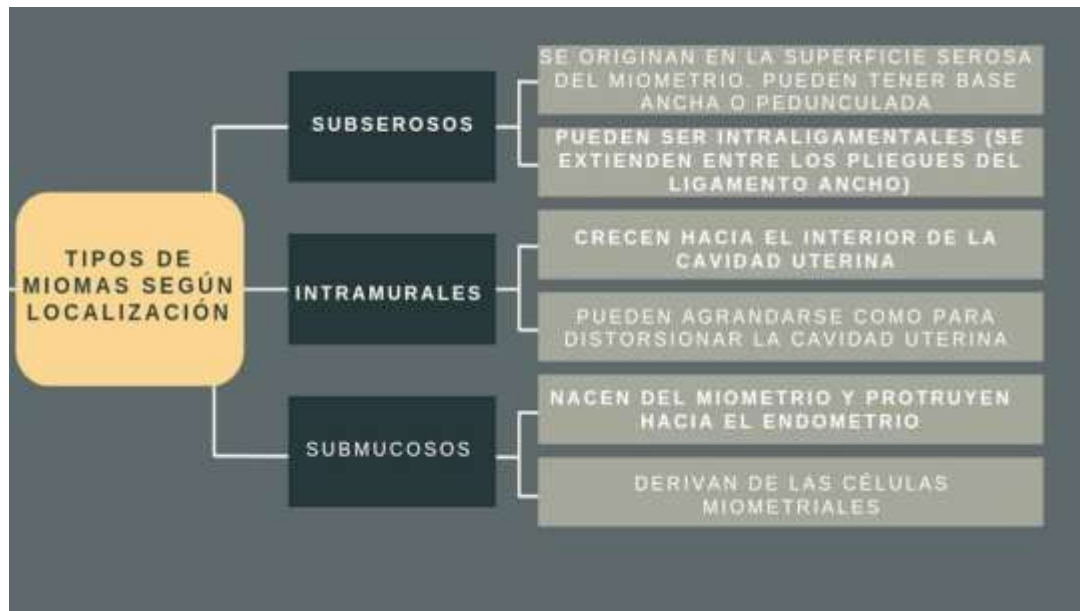 TIPOS DE
MIOMAS SEGÚN
LOCALIZACIÓN
SUBSEROSOS
SE ORIGINAN EN LA SUPERFICIE SEROSA
DEL MIOMETRIO. PUEDEN TENER BASE
ANCHA O PEDUNCULADA
PUEDEN SER INTRALIGAMENTALES (SE
EXTIENDEN ENTRE LOS PLIEGUES DEL
LIGAMENTO ANCHO)
INTRAMURALES
CRECEN HACIA EL INTERIOR DE LA
CAVIDAD UTERINA
PUEDEN AGRANDARSE COMO PARA
DISTORSIONAR LA CAVIDAD UTERINA
SUBMUCOSOS
NACEN DEL MIOMETRIO Y PROTRUYEN
HACIA EL ENDOMETRIO
DERIVAN DE LAS CÉLULAS
MIOMETRIALES